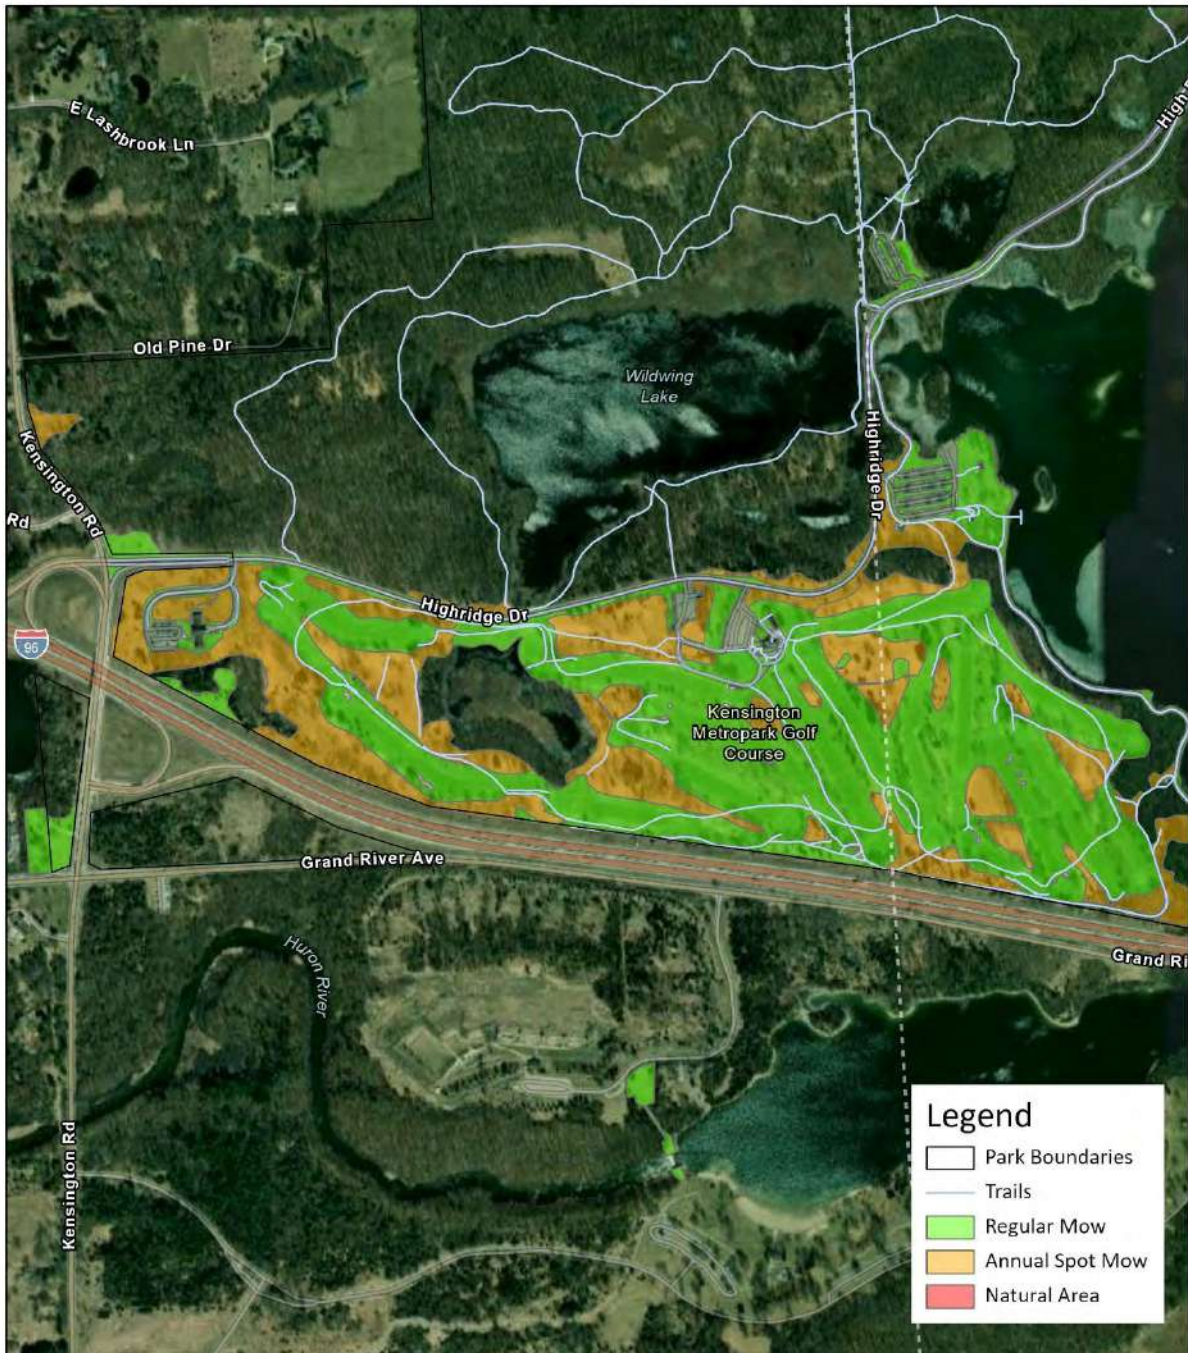 High
E Lashbrook Ln
Old Pine Dr
Wildwing
Lake
Kensington Rd
Highridge Dr
Rd
Highridge Dr
96
Kensington
Metropark Golf
Course
Grand River Ave
Huron River
Grand Ri
Kensington Rd
Legend
Park Boundaries
Trails
Regular Mow
Annual Spot Mow
Natural Area